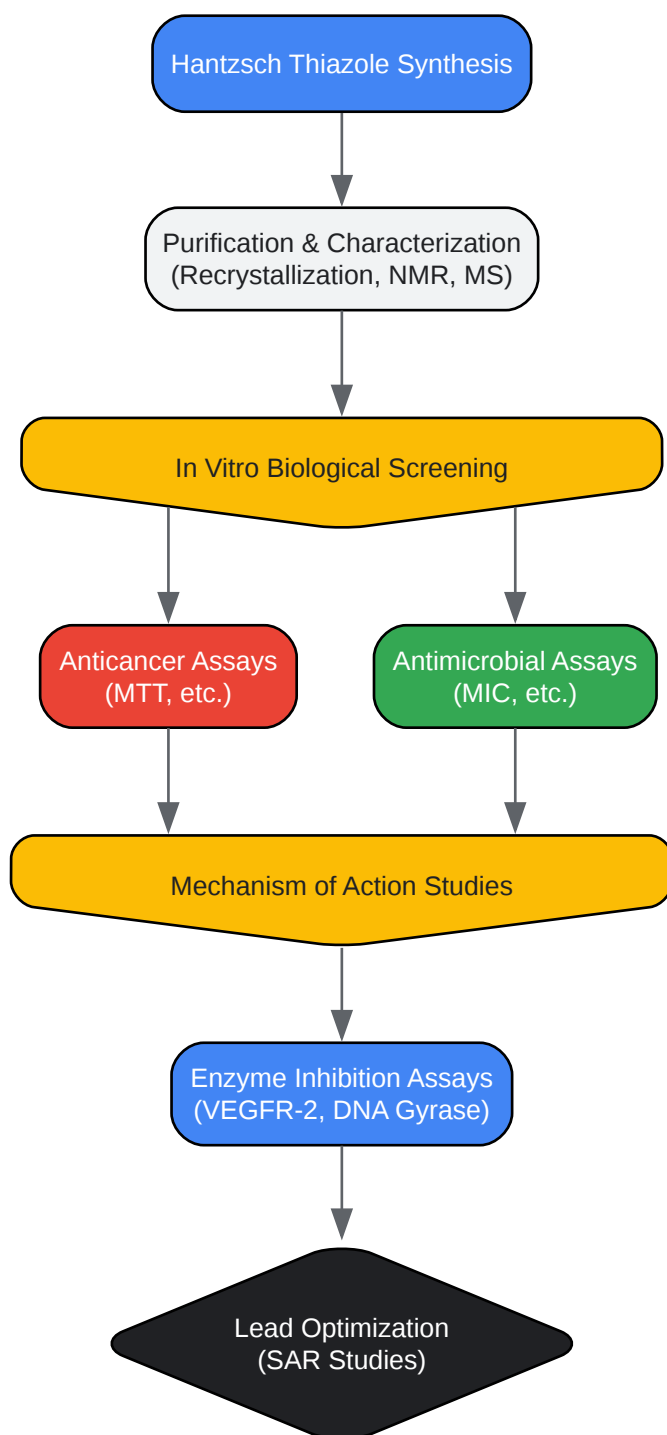 Hantzsch Thiazole Synthesis
Purification & Characterization
(Recrystallization, NMR, MS)
In Vitro Biological Screening
Anticancer Assays
(MTT, etc.)
Antimicrobial Assays
(MIC, etc.)
Mechanism of Action Studies
Enzyme Inhibition Assays
(VEGFR-2, DNA Gyrase)
Lead Optimization
(SAR Studies)